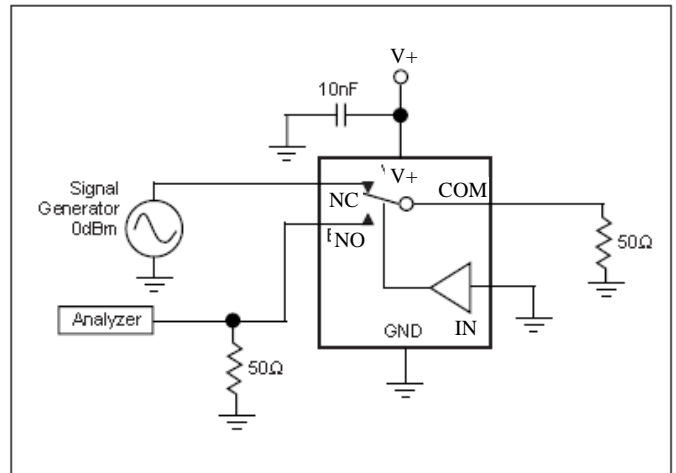 V+
10nF
V+
COM
Signal
Generator
0dBm
NC
NO
50Ω
Analyzer
GND
IN
50Ω